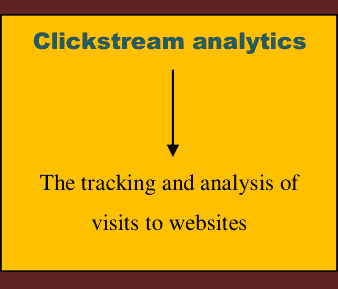 Clickstream analytics
The tracking and analysis of
visits to websites